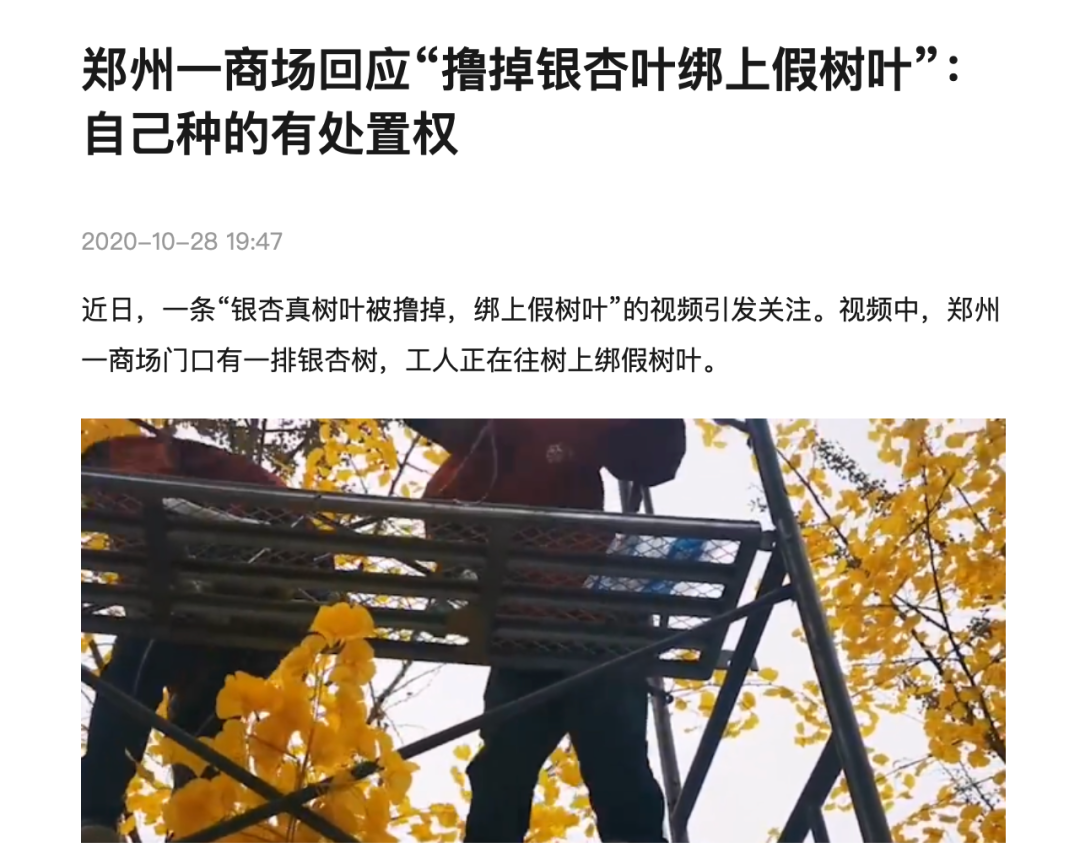 郑州一商场回应“撸掉银杏叶绑上假树叶”：
自己种的有处置权
2020-10-28 19:47
近日，一条“银杏真树叶被撸掉，绑上假树叶”的视频引发关注。视频中，郑州
一商场门口有一排银杏树，工人正在往树上绑假树叶。